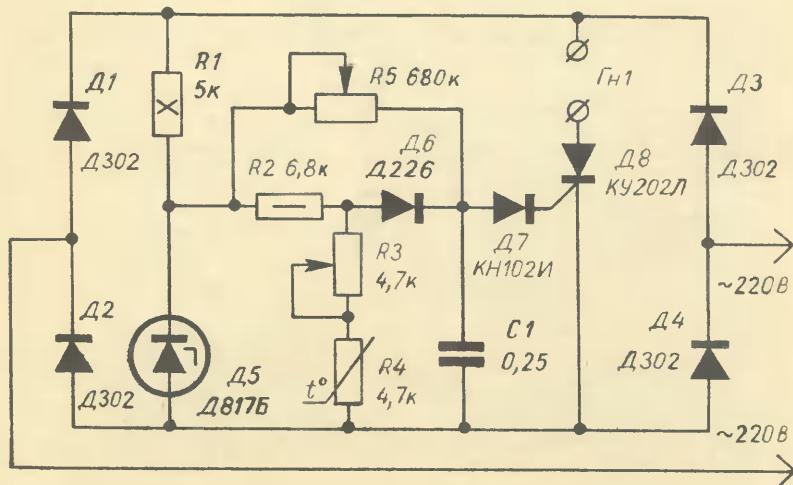 Д1
Д302
R1
5к
R5 680к
Гн1
Д3
Д302
R2 6,8к
Д6
Д226
Д8
КУ202Л
Д7
КН102И
R3
4,7к
Д2
Д302
Д5
Д817Б
t°
R4
4,7к
C1
0,25
Д4
Д302
~220В
~220В